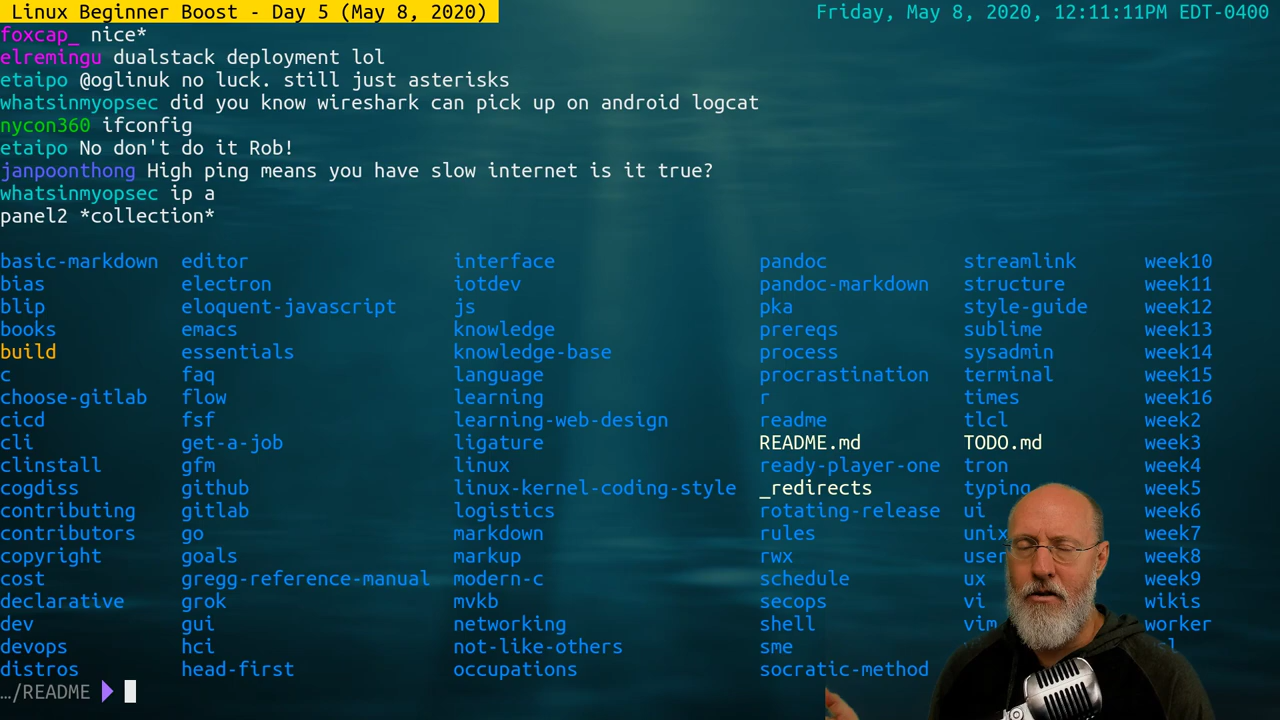 Linux Beginner Boost - Day 5 (May 8, 2020) Friday, May 8, 2020, 12:11:11PM EDT-0400
foxcap_ nice*
elremingu dualstack deployment lol
etaipo @oglinuk no luck. still just asterisks
whatsinmyopsec did you know wireshark can pick up on android logcat
nycon360 ifconfig
etaipo No don't do it Rob!
janpoonthong High ping means you have slow internet is it true?
whatsinmyopsec ip a
panel2 *collection*
basic-markdown editor interface pandoc streamlink week10
bias electron iotdev pandoc-markdown structure week11
blip eloquent-javascript js pka style-guide week12
books emacs knowledge prereqs sublime week13
build essentials knowledge-base process sysadmin week14
c faq language procrastination terminal week15
choose-gitlab flow learning r times week16
cicd fsf learning-web-design readme tlcl week2
cli get-a-job ligature README.md TODO.md week3
clinstall gfm linux ready-player-one tron week4
cogdiss github linux-kernel-coding-style _redirects typing week5
contributing gitlab logistics rotating-release ui week6
contributors go markdown rules unix week7
copyright goals markup rwx user week8
cost gregg-reference-manual modern-c schedule ux week9
declarative grok mvkb secops vi wikis
dev gui networking shell vim worker
devops hci not-like-others sme
distros head-first occupations socratic-method
…/README